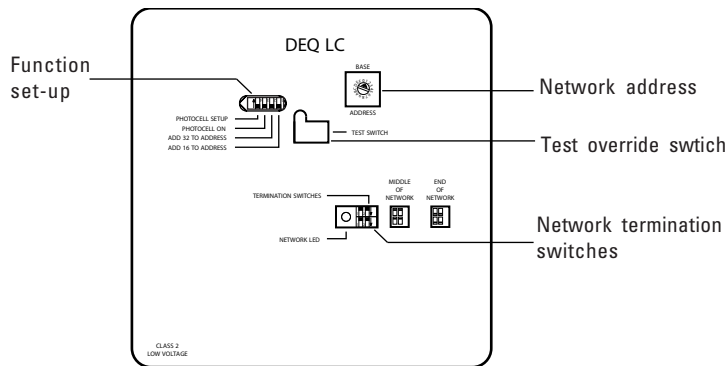 DEQ LC
Function
set-up
BASE
ADDRESS
Network address
PHOTOCELL SETUP
PHOTOCELL ON
ADD 32 TO ADDRESS
ADD 16 TO ADDRESS
TEST SWITCH
Test override swtich
MIDDLE
OF
NETWORK
END
OF
NETWORK
TERMINATION SWITCHES
NETWORK LED
Network termination
switches
CLASS 2
LOW VOLTAGE